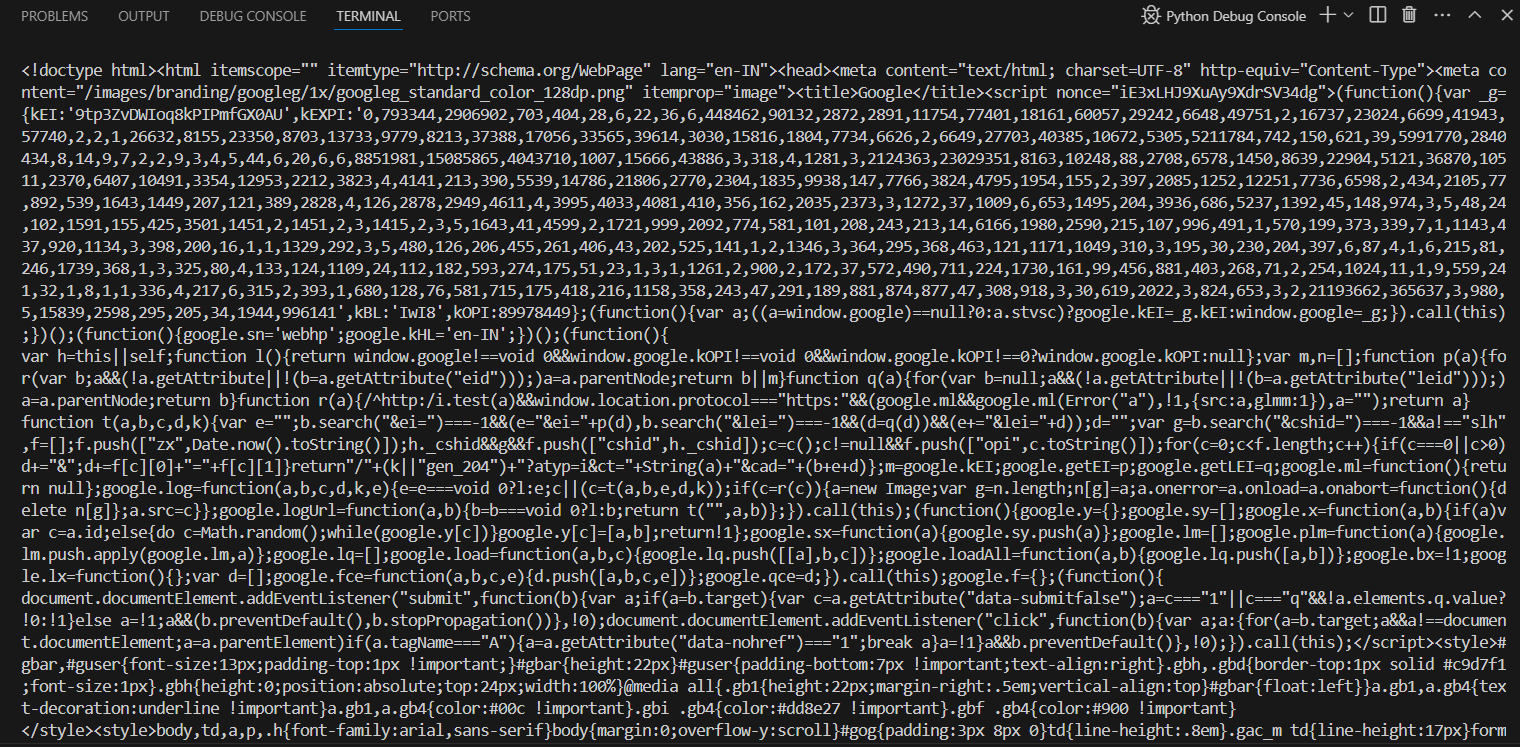 PROBLEMS OUTPUT DEBUG CONSOLE TERMINAL PORTS Python Debug Console
<!doctype html><html itemscope="" itemtype="http://schema.org/WebPage" lang="en-IN"><head><meta content="text/html; charset=UTF-8" http-equiv="Content-Type"><meta co
ntent="/images/branding/googleg/1x/googleg_standard_color_128dp.png" itemprop="image"><title>Google</title><script nonce="iE3xLHJ9XuAy9XdrSV34dg">(function(){var _g=
{kEI:'9tp3ZvDWIoq8kPIPmfGX0AU',kEXPI:'0,793344,2906902,703,404,28,6,22,36,6,448462,90132,2872,2891,11754,77401,18161,60057,29242,6648,49751,2,16737,23024,6699,41943,
57740,2,2,1,26632,8155,23350,8703,13733,9779,8213,37388,17056,33565,39614,3030,15816,1804,7734,6626,2,6649,27703,40385,10672,5305,5211784,742,150,621,39,5991770,2840
434,8,14,9,7,2,2,9,3,4,5,44,6,20,6,6,8851981,15085865,4043710,1007,15666,43886,3,318,4,1281,3,2124363,23029351,8163,10248,88,2708,6578,1450,8639,22904,5121,36870,105
11,2370,6407,10491,3354,12953,2212,3823,4,4141,213,390,5539,14786,21806,2770,2304,1835,9938,147,7766,3824,4795,1954,155,2,397,2085,1252,12251,7736,6598,2,434,2105,77
,892,539,1643,1449,207,121,389,2828,4,126,2878,2949,4611,4,3995,4033,4081,410,356,162,2035,2373,3,1272,37,1009,6,653,1495,204,3936,686,5237,1392,45,148,974,3,5,48,24
,102,1591,155,425,3501,1451,2,1451,2,3,1415,2,3,5,1643,41,4599,2,1721,999,2092,774,581,101,208,243,213,14,6166,1980,2590,215,107,996,491,1,570,199,373,339,7,1,1143,4
37,920,1134,3,398,200,16,1,1,1329,292,3,5,480,126,206,455,261,406,43,202,525,141,1,2,1346,3,364,295,368,463,121,1171,1049,310,3,195,30,230,204,397,6,87,4,1,6,215,81,
246,1739,368,1,3,325,80,4,133,124,1109,24,112,182,593,274,175,51,23,1,3,1,1261,2,900,2,172,37,572,490,711,224,1730,161,99,456,881,403,268,71,2,254,1024,11,1,9,559,24
1,32,1,8,1,1,336,4,217,6,315,2,393,1,680,128,76,581,715,175,418,216,1158,358,243,47,291,189,881,874,877,47,308,918,3,30,619,2022,3,824,653,3,2,21193662,365637,3,980,
5,15839,2598,295,205,34,1944,996141',kBL:'IwI8',kOPI:89978449};(function(){var a;((a=window.google)==null?0:a.stvsc)?google.kEI=_g.kEI:window.google=_g;}).call(this)
;})();(function(){google.sn='webhp';google.kHL='en-IN';})();(function(){
var h=this||self;function l(){return window.google!==void 0&&window.google.kOPI!==void 0&&window.google.kOPI!==0?window.google.kOPI:null};var m,n=[];function p(a){fo
r(var b;a&&(!a.getAttribute||!(b=a.getAttribute("eid")));)a=a.parentNode;return b||m}function q(a){for(var b=null;a&&(!a.getAttribute||!(b=a.getAttribute("leid")));)
a=a.parentNode;return b}function r(a){/^http:/i.test(a)&&window.location.protocol==="https:"&&(google.ml&&google.ml(Error("a"),!1,{src:a,glmm:1}),a="");return a}
function t(a,b,c,d,k){var e="";b.search("&ei=")===-1&&(e="&ei="+p(d),b.search("&lei=")===-1&&(d=q(d))&&(e+="&lei="+d));d="";var g=b.search("&cshid=")===-1&&a!=="slh"
,f=[];f.push(["zx",Date.now().toString()]);h._cshid&&g&&f.push(["cshid",h._cshid]);c=c();c!=null&&f.push(["opi",c.toString()]);for(c=0;c<f.length;c++){if(c===0||c>0)
d+="&";d+=f[c][0]+"="+f[c][1]}return"/"+(k||"gen_204")+"?atyp=i&ct="+String(a)+"&cad="+(b+e+d)};m=google.kEI;google.getEI=p;google.getLEI=q;google.ml=function(){retu
rn null};google.log=function(a,b,c,d,k,e){e=e===void 0?l:e;c||(c=t(a,b,e,d,k));if(c=r(c)){a=new Image;var g=n.length;n[g]=a;a.onerror=a.onload=a.onabort=function(){d
elete n[g]};a.src=c}};google.logUrl=function(a,b){b=b===void 0?l:b;return t("",a,b)};}).call(this);(function(){google.y={};google.sy=[];google.x=function(a,b){if(a)v
ar c=a.id;else{do c=Math.random();while(google.y[c])}google.y[c]=[a,b];return!1};google.sx=function(a){google.sy.push(a)};google.lm=[];google.plm=function(a){google.
lm.push.apply(google.lm,a)};google.lq=[];google.load=function(a,b,c){google.lq.push([[a],b,c])};google.loadAll=function(a,b){google.lq.push([a,b])};google.bx=!1;goog
le.lx=function(){};var d=[];google.fce=function(a,b,c,e){d.push([a,b,c,e])};google.qce=d;}).call(this);google.f={};(function(){
document.documentElement.addEventListener("submit",function(b){var a;if(a=b.target){var c=a.getAttribute("data-submitfalse");a=c==="1"||c==="q"&&!a.elements.q.value?
!0:!1}else a=!1;a&&(b.preventDefault(),b.stopPropagation())},!0);document.documentElement.addEventListener("click",function(b){var a;a:{for(a=b.target;a&&a!==documen
t.documentElement;a=a.parentElement)if(a.tagName==="A"){a=a.getAttribute("data-nohref")==="1";break a}a=!1}a&&b.preventDefault()},!0);}).call(this);</script><style>#
gbar,#guser{font-size:13px;padding-top:1px !important;}#gbar{height:22px}#guser{padding-bottom:7px !important;text-align:right}.gbh,.gbd{border-top:1px solid #c9d7f1
;font-size:1px}.gbh{height:0;position:absolute;top:24px;width:100%}@media all{.gb1{height:22px;margin-right:.5em;vertical-align:top}#gbar{float:left}}a.gb1,a.gb4{tex
t-decoration:underline !important}a.gb1,a.gb4{color:#00c !important}.gbi .gb4{color:#dd8e27 !important}.gbf .gb4{color:#900 !important}
</style><style>body,td,a,p,.h{font-family:arial,sans-serif}body{margin:0;overflow-y:scroll}#gog{padding:3px 8px 0}td{line-height:.8em}.gac_m td{line-height:17px}form